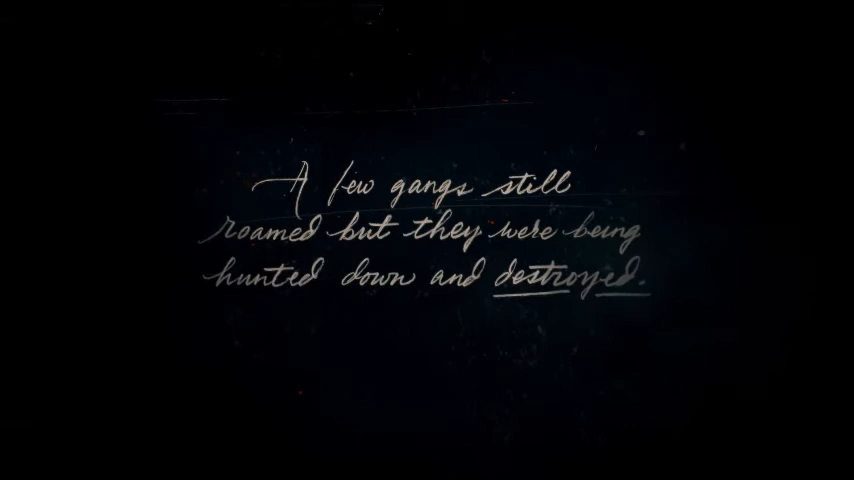 A few gangs still
roamed but they were being
hunted down and destroyed.